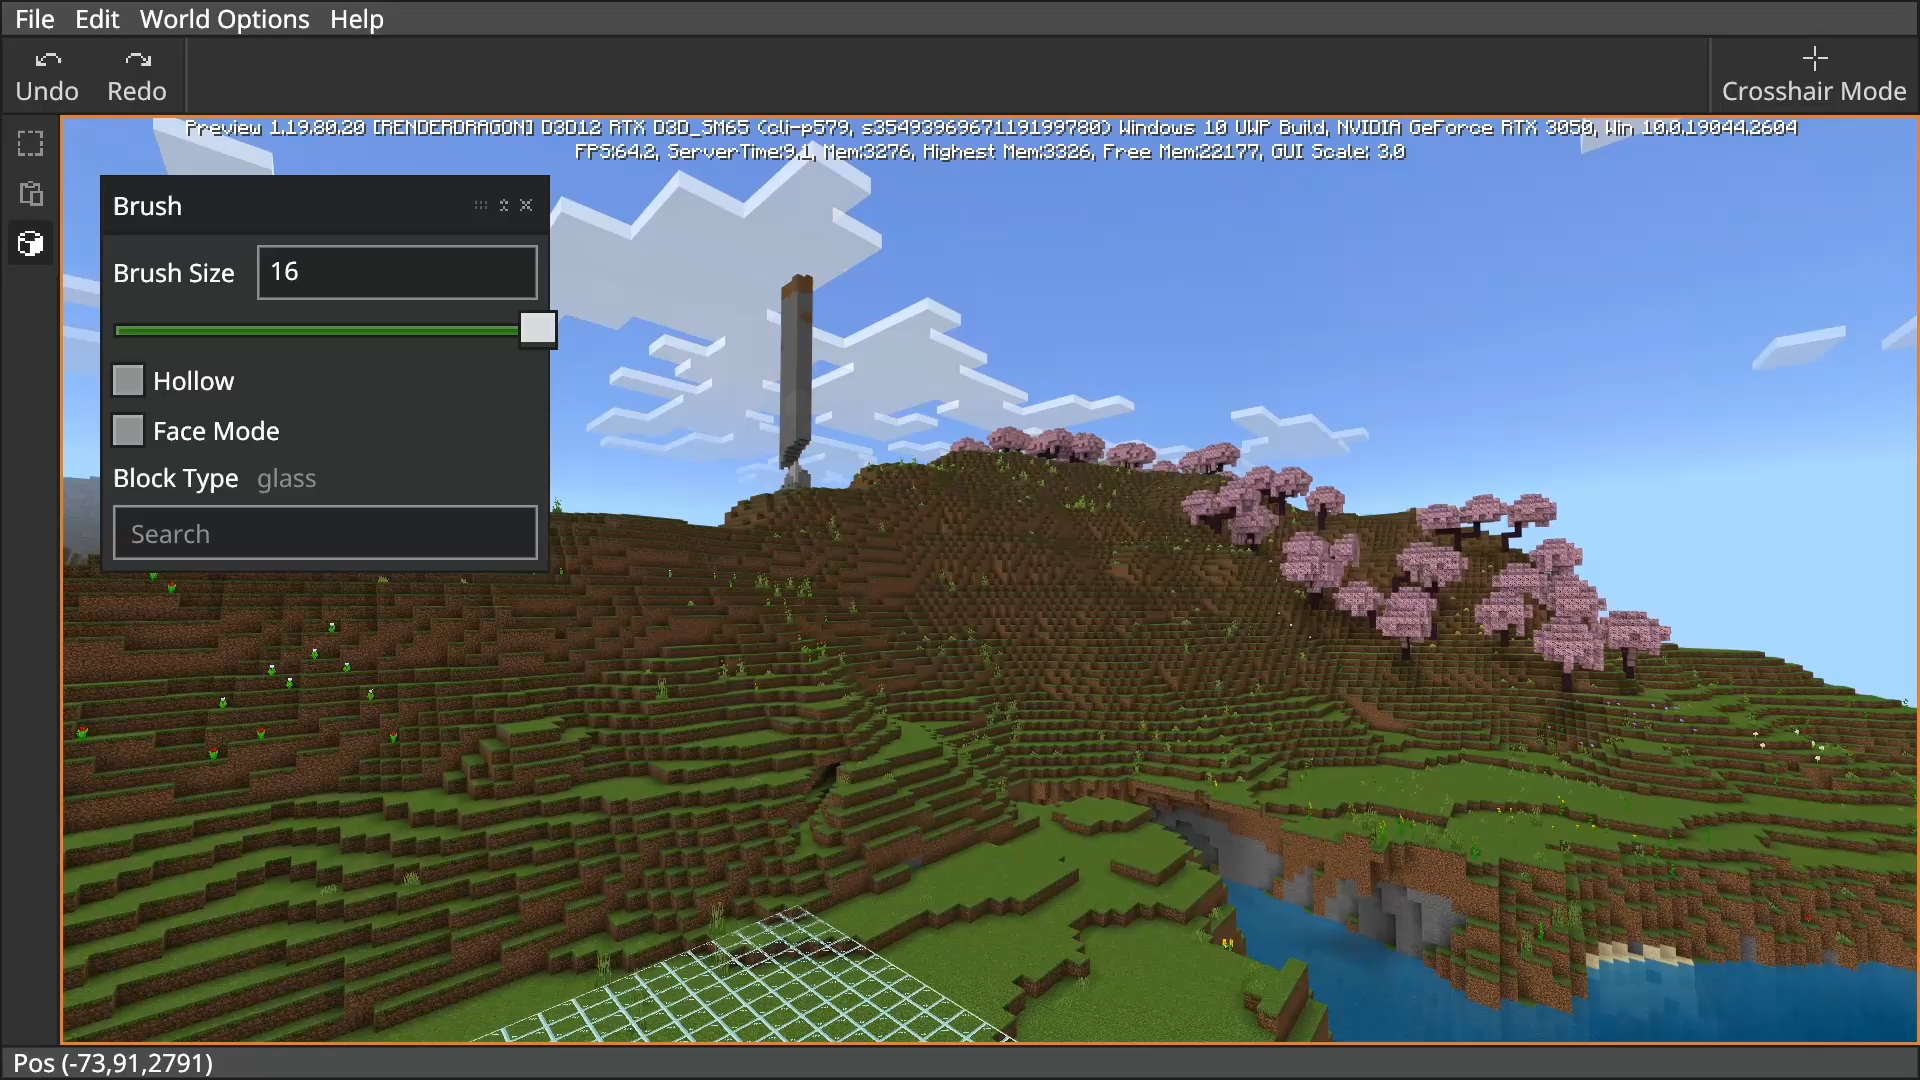 File Edit World Options Help
Undo Redo Crosshair Mode
Preview 1.19.80.20 [RENDERDRAGON] D3D12 RTX D3D_SM65 (cli-p579, s35493969671191199780) Windows 10 UWP Build, NVIDIA GeForce RTX 3050, Win 10.0.19044.2604
FPS:64.2, ServerTime:9.1, Mem:3276, Highest Mem:3326, Free Mem:22177, GUI Scale: 3.0
Brush
Brush Size 16
Hollow
Face Mode
Block Type glass
Search
Pos (-73,91,2791)